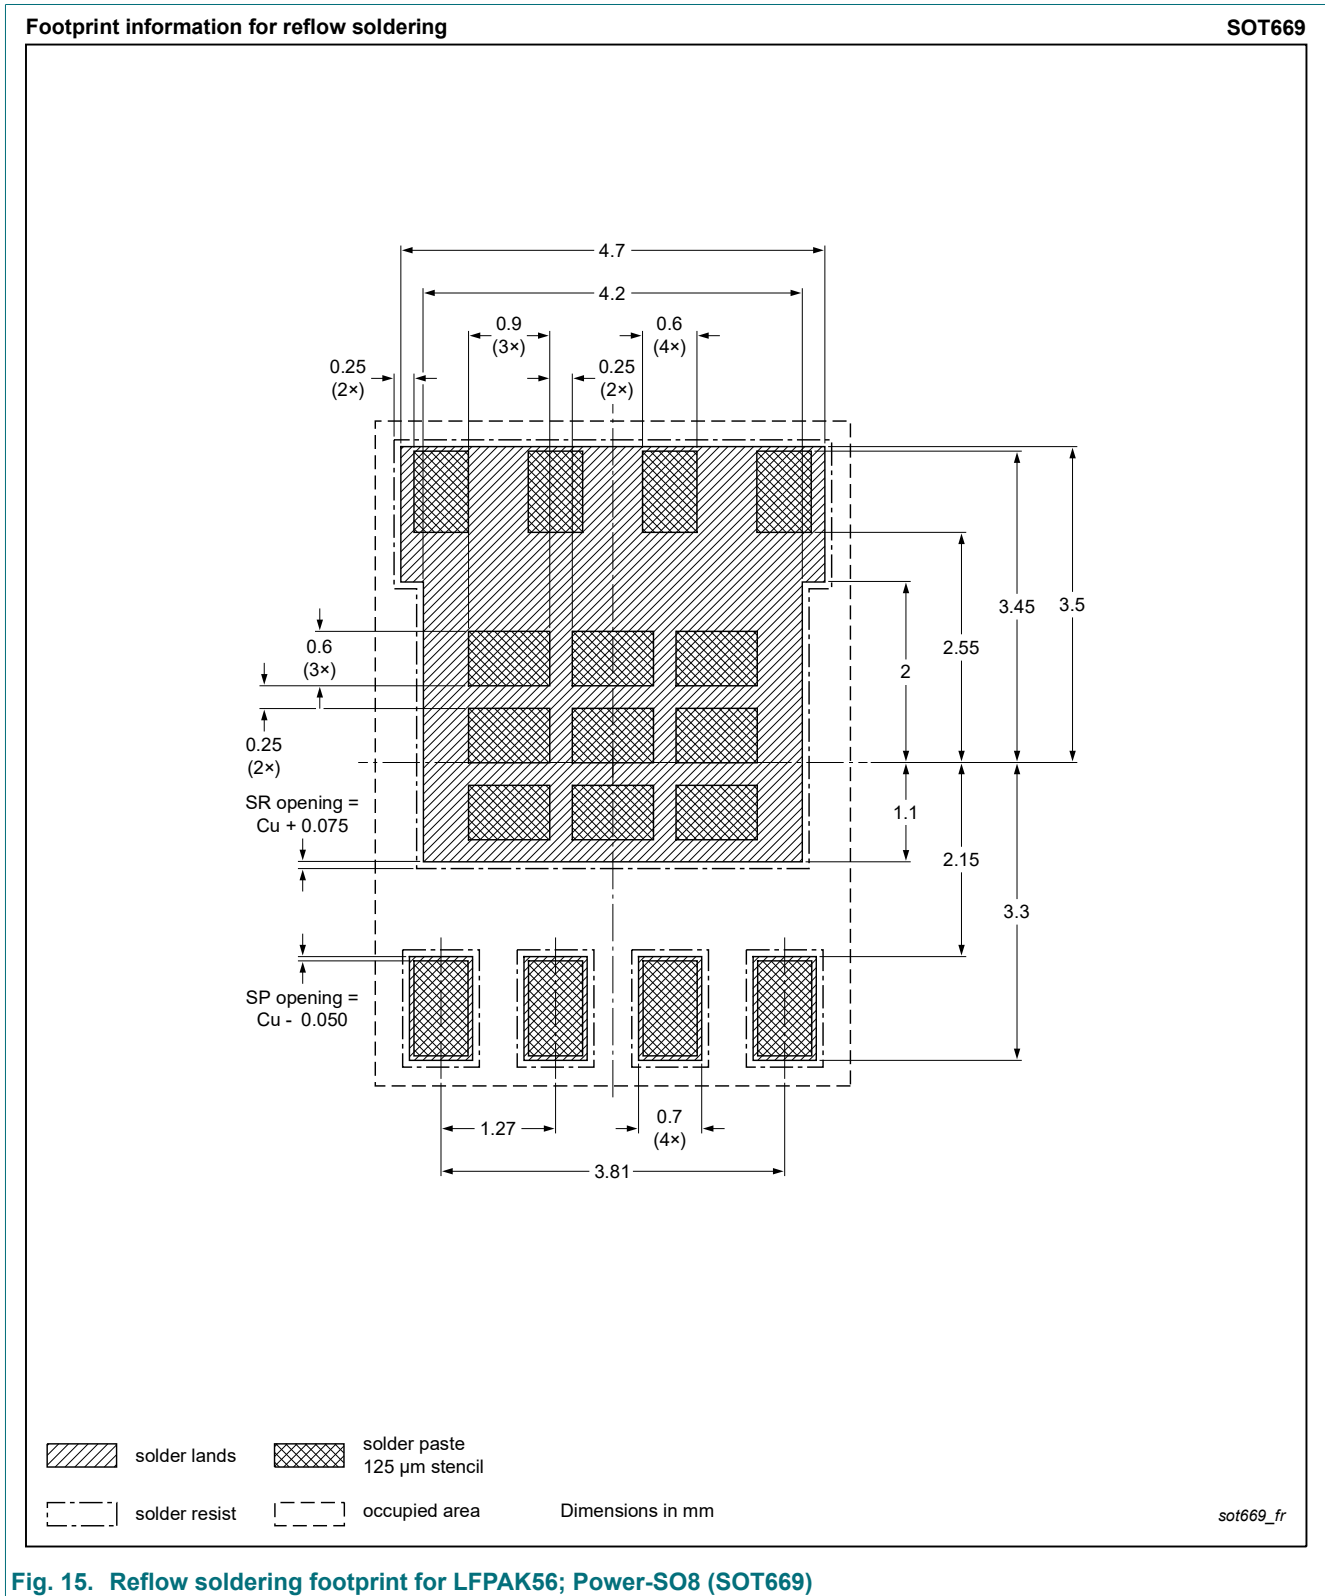 Footprint information for reflow soldering
SOT669
4.7
4.2
0.9
(3×)
0.6
(4×)
0.25
(2×)
0.25
(2×)
3.45
3.5
2.55
2
0.6
(3×)
0.25
(2×)
SR opening =
Cu + 0.075
1.1
2.15
3.3
SP opening =
Cu - 0.050
1.27
0.7
(4×)
3.81
solder lands
solder paste
125 µm stencil
solder resist
occupied area
Dimensions in mm
sot669_fr
Fig. 15. Reflow soldering footprint for LFPAK56; Power-SO8 (SOT669)